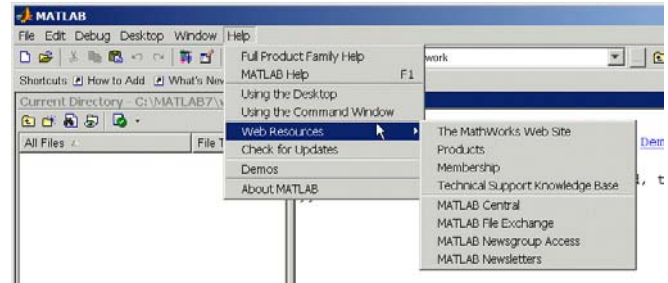 MATLAB
File Edit Debug Desktop Window Help
work
Shortcuts How to Add What's New
Current Directory - C:\MATLAB7\
All Files
File T
Full Product Family Help
MATLAB Help F1
Using the Desktop
Using the Command Window
Web Resources
Check for Updates
Demos
About MATLAB
The MathWorks Web Site
Products
Membership
Technical Support Knowledge Base
MATLAB Central
MATLAB File Exchange
MATLAB Newsgroup Access
MATLAB Newsletters
Dem